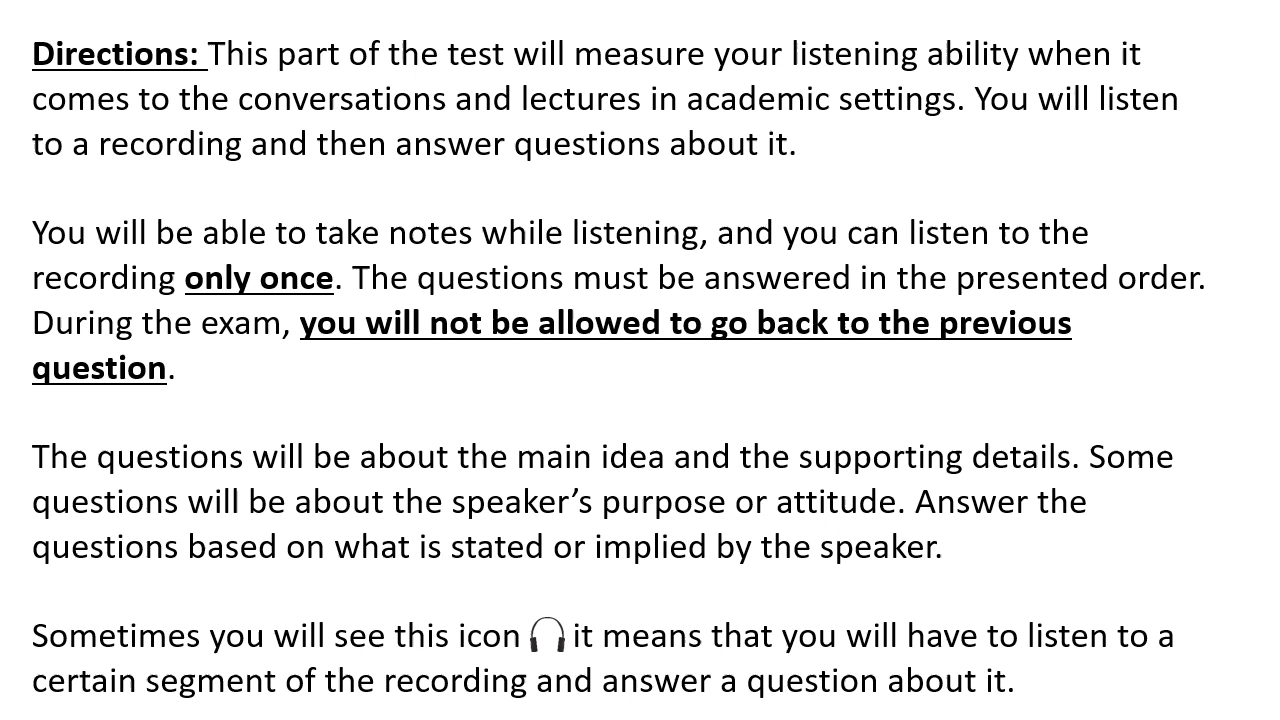 Directions: This part of the test will measure your listening ability when it
comes to the conversations and lectures in academic settings. You will listen
to a recording and then answer questions about it.
You will be able to take notes while listening, and you can listen to the
recording only once. The questions must be answered in the presented order.
During the exam, you will not be allowed to go back to the previous
question.
The questions will be about the main idea and the supporting details. Some
questions will be about the speaker’s purpose or attitude. Answer the
questions based on what is stated or implied by the speaker.
Sometimes you will see this icon it means that you will have to listen to a
certain segment of the recording and answer a question about it.